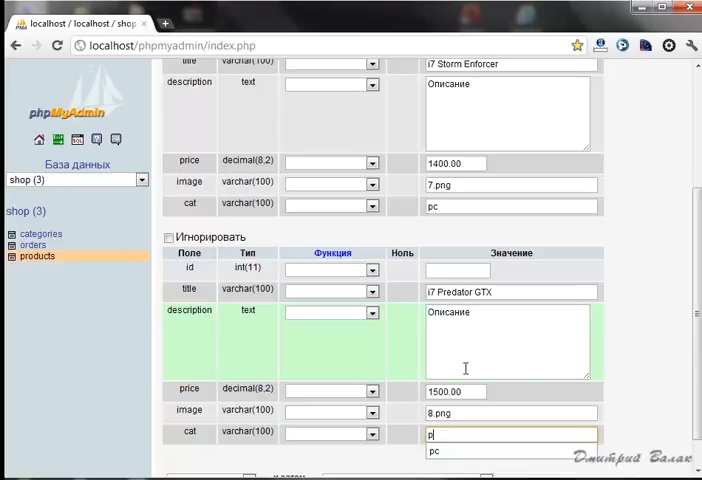 localhost / localhost / shop
localhost/phpmyadmin/index.php
phpMyAdmin
База данных
shop (3)
shop (3)
categories
orders
products
title varchar(100) i7 Storm Enforcer
description text Описание
price decimal(8,2) 1400.00
image varchar(100) 7.png
cat varchar(100) pc
Игнорировать
Поле Тип Функция Ноль Значение
id int(11)
title varchar(100) i7 Predator GTX
description text Описание
price decimal(8,2) 1500.00
image varchar(100) 8.png
cat varchar(100) p
pc
Дмитрий Валак